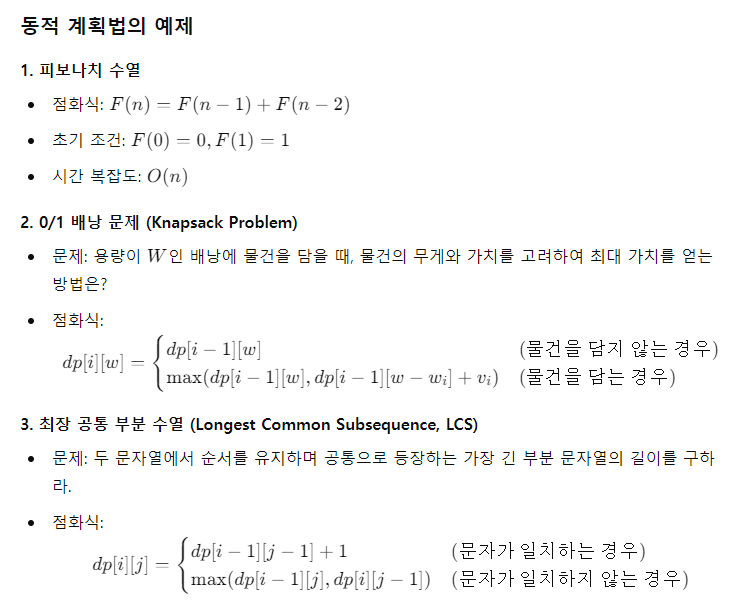 동적 계획법의 예제
1. 피보나치 수열
• 점화식: F(n) = F(n − 1) + F(n − 2)
• 초기 조건: F(0) = 0, F(1) = 1
• 시간 복잡도: O(n)
2. 0/1 배낭 문제 (Knapsack Problem)
• 문제: 용량이 W인 배낭에 물건을 담을 때, 물건의 무게와 가치를 고려하여 최대 가치를 얻는
방법은?
• 점화식:
dp[i][w] = { dp[i − 1][w] (물건을 담지 않는 경우)
max(dp[i − 1][w], dp[i − 1][w − w_i] + v_i) (물건을 담는 경우)
3. 최장 공통 부분 수열 (Longest Common Subsequence, LCS)
• 문제: 두 문자열에서 순서를 유지하며 공통으로 등장하는 가장 긴 부분 문자열의 길이를 구하
라.
• 점화식:
dp[i][j] = { dp[i − 1][j − 1] + 1 (문자가 일치하는 경우)
max(dp[i − 1][j], dp[i][j − 1]) (문자가 일치하지 않는 경우)